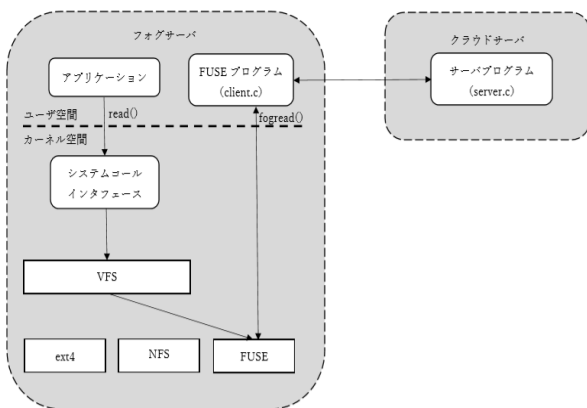 フォグサーバ
クラウドサーバ
アプリケーション
FUSE プログラム
(client.c)
サーバプログラム
(server.c)
ユーザ空間
read()
fogread()
カーネル空間
システムコール
インタフェース
VFS
ext4
NFS
FUSE